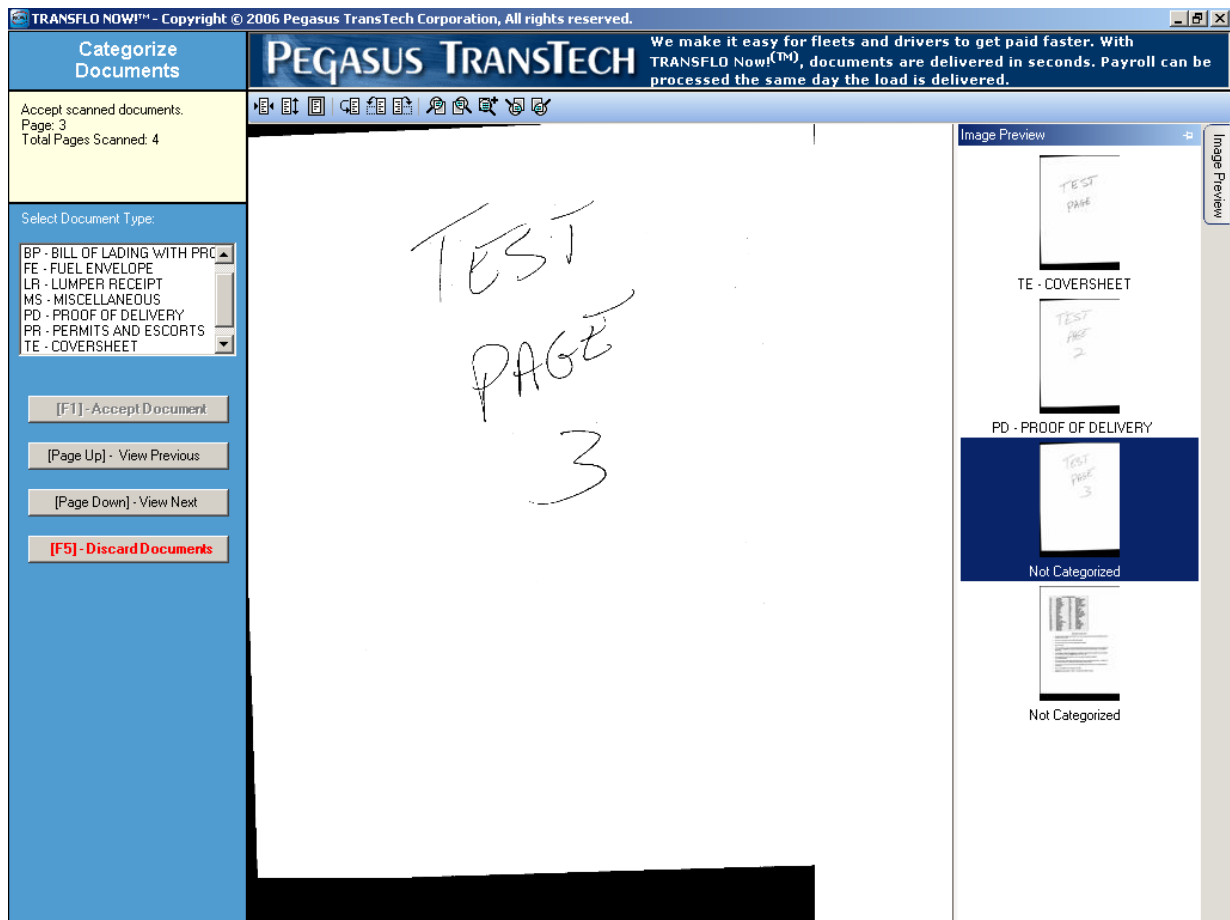 TRANSFLO NOW!™ - Copyright © 2006 Pegasus TransTech Corporation, All rights reserved.
Categorize
Documents
PEGASUS TRANSTECH
We make it easy for fleets and drivers to get paid faster. With
TRANSFLO Now!(TM), documents are delivered in seconds. Payroll can be
processed the same day the load is delivered.
Accept scanned documents.
Page: 3
Total Pages Scanned: 4
Select Document Type:
BP - BILL OF LADING WITH PRO
FE - FUEL ENVELOPE
LR - LUMPER RECEIPT
MS - MISCELLANEOUS
PD - PROOF OF DELIVERY
PR - PERMITS AND ESCORTS
TE - COVERSHEET
[F1] - Accept Document
[Page Up] - View Previous
[Page Down] - View Next
[F5] - Discard Documents
TEST
PAGE
3
Image Preview
Image Preview
TEST
PAGE
TE - COVERSHEET
TEST
PAGE
2
PD - PROOF OF DELIVERY
TEST
PAGE
3
Not Categorized
Not Categorized